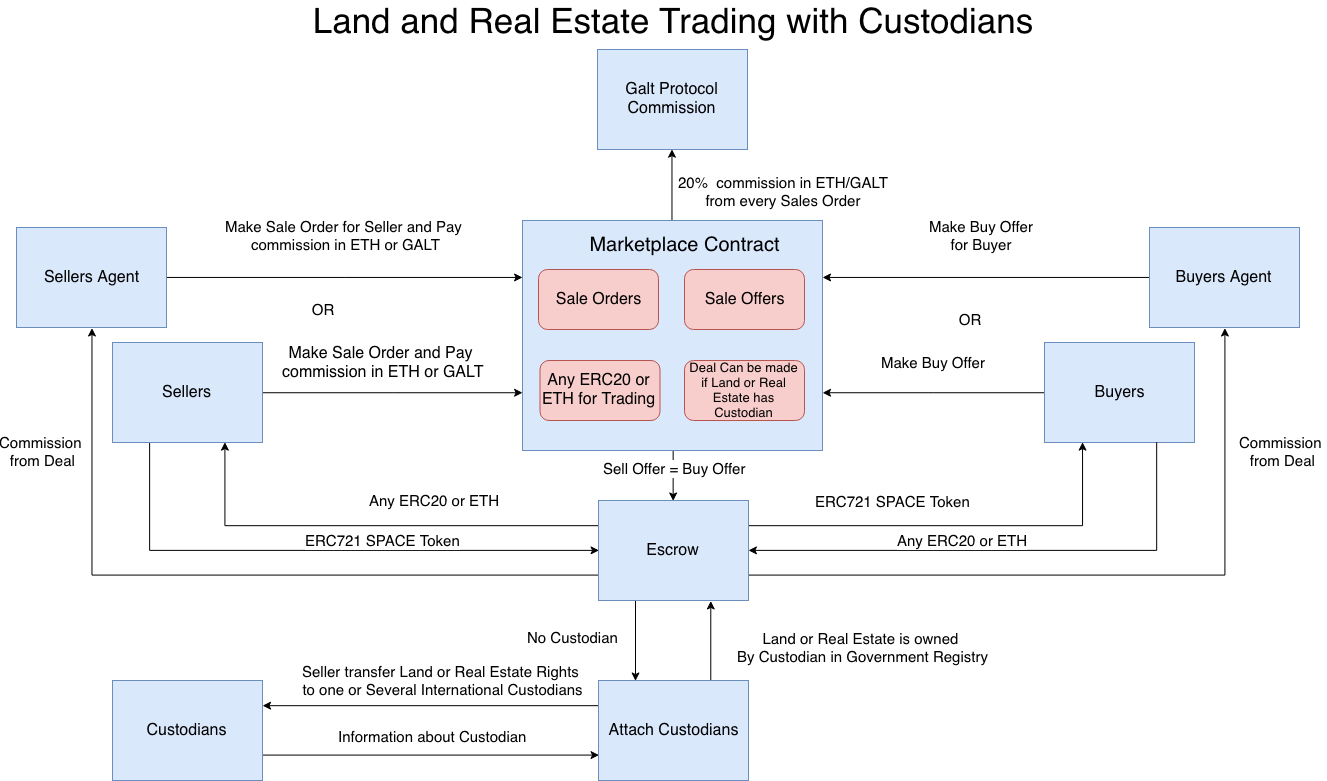 Land and Real Estate Trading with Custodians
Galt Protocol
Commission
20%  commission in ETH/GALT
from every Sales Order
Make Sale Order for Seller and Pay
commission in ETH or GALT
Marketplace Contract
Make Buy Offer
for Buyer
Sellers Agent
Sale Orders
Sale Offers
Buyers Agent
OR
OR
Make Sale Order and Pay
commission in ETH or GALT
Make Buy Offer
Sellers
Any ERC20 or
ETH for Trading
Deal Can be made
if Land or Real
Estate has
Custodian
Buyers
Commission
from Deal
Commission
from Deal
Sell Offer = Buy Offer
Any ERC20 or ETH
ERC721 SPACE Token
ERC721 SPACE Token
Escrow
Any ERC20 or ETH
No Custodian
Land or Real Estate is owned
By Custodian in Government Registry
Seller transfer Land or Real Estate Rights
to one or Several International Custodians
Custodians
Attach Custodians
Information about Custodian